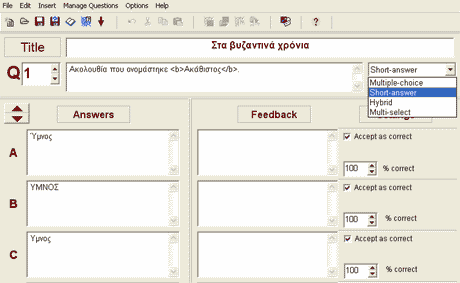 File Edit Insert Manage Questions Options Help
Title Στα βυζαντινά χρόνια
Q 1 Ακολουθία που ονομάστηκε <b>Ακάθιστος</b>. Short-answer
Multiple-choice
Short-answer
Hybrid
Multi-select
Answers Feedback
A Ύμνος Accept as correct
100 % correct
B ΥΜΝΟΣ Accept as correct
100 % correct
C Υμνος Accept as correct
100 % correct